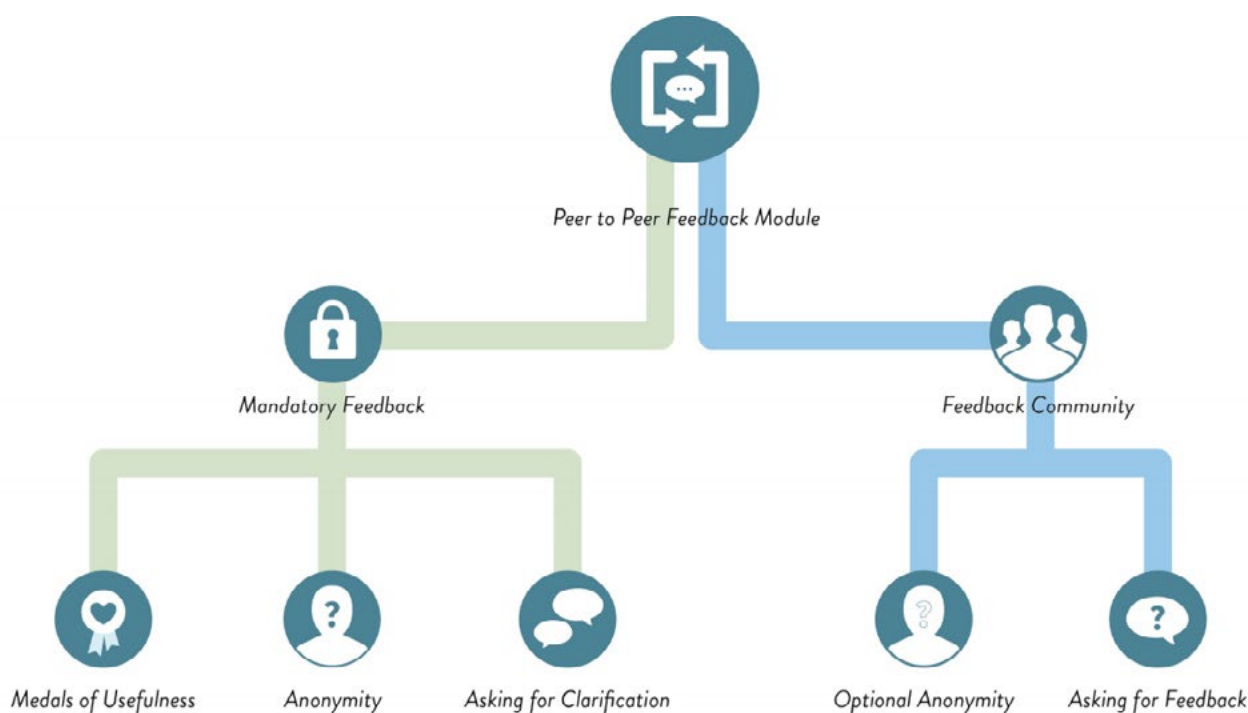 Peer to Peer Feedback Module
Mandatory Feedback
Feedback Community
Medals of Usefulness
Anonymity
Asking for Clarification
Optional Anonymity
Asking for Feedback